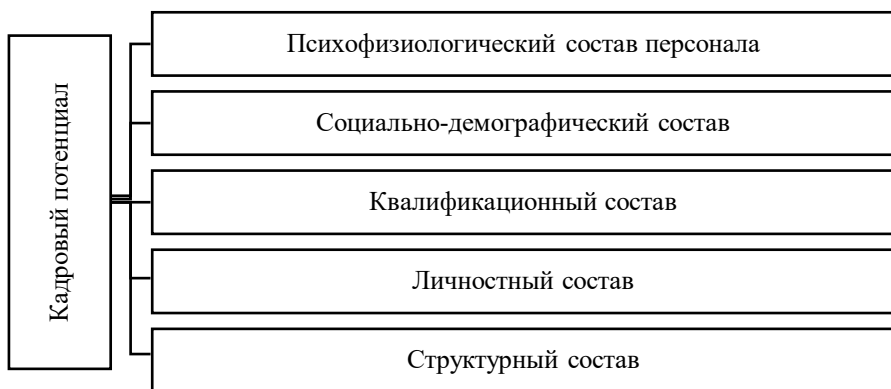 Кадровый потенциал
Психофизиологический состав персонала
Социально-демографический состав
Квалификационный состав
Личностный состав
Структурный состав